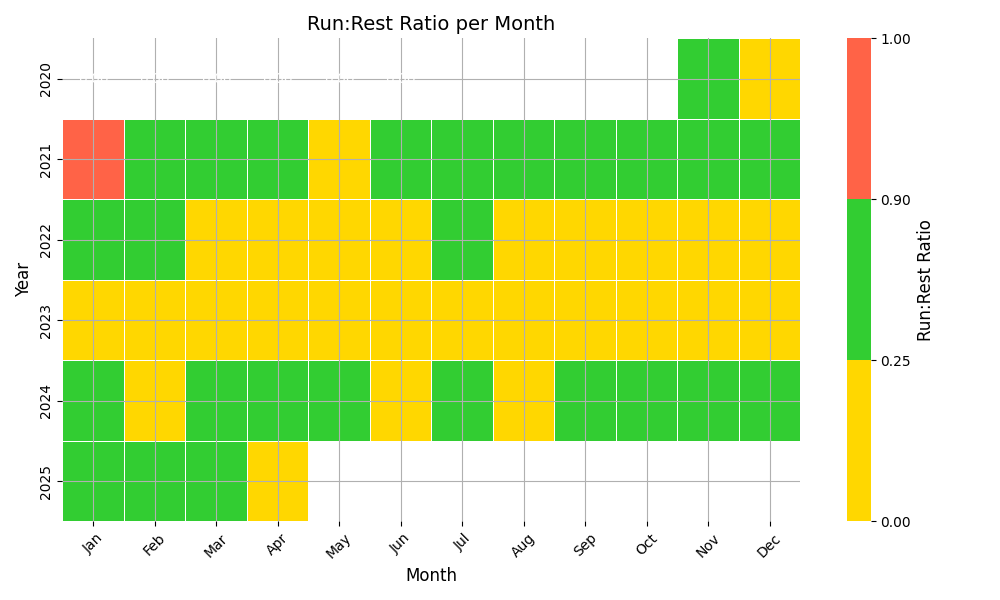 Run:Rest Ratio per Month
Year
2020
2021
2022
2023
2024
2025
Jan
Feb
Mar
Apr
May
Jun
Jul
Aug
Sep
Oct
Nov
Dec
Month
1.00
0.90
0.25
0.00
Run:Rest Ratio